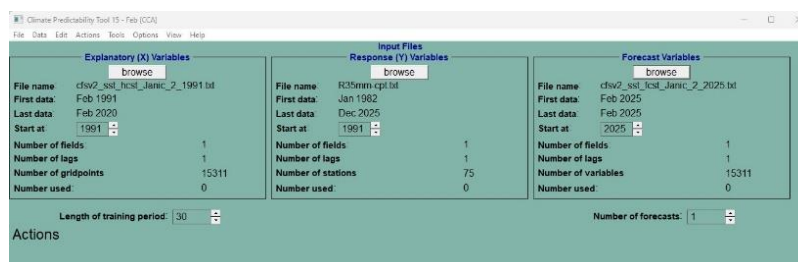 Climate Predictability Tool 15 - Feb [CCA]
File Data Edit Actions Tools Options View Help
Input Files
Explanatory (X) Variables
browse
File name: cfsv2_sst_hcst_Janic_2_1991.txt
First data: Feb 1991
Last data: Feb 2020
Start at: 1991
Number of fields: 1
Number of lags: 1
Number of gridpoints 15311
Number used: 0
Response (Y) Variables
browse
File name: R35mm-cpt.txt
First data: Jan 1982
Last data: Dec 2025
Start at: 1991
Number of fields: 1
Number of lags: 1
Number of stations 75
Number used: 0
Forecast Variables
browse
File name: cfsv2_sst_fcst_Janic_2_2025.txt
First data: Feb 2025
Last data: Feb 2025
Start at: 2025
Number of fields: 1
Number of lags: 1
Number of variables 15311
Number used: 0
Length of training period: 30
Number of forecasts: 1
Actions